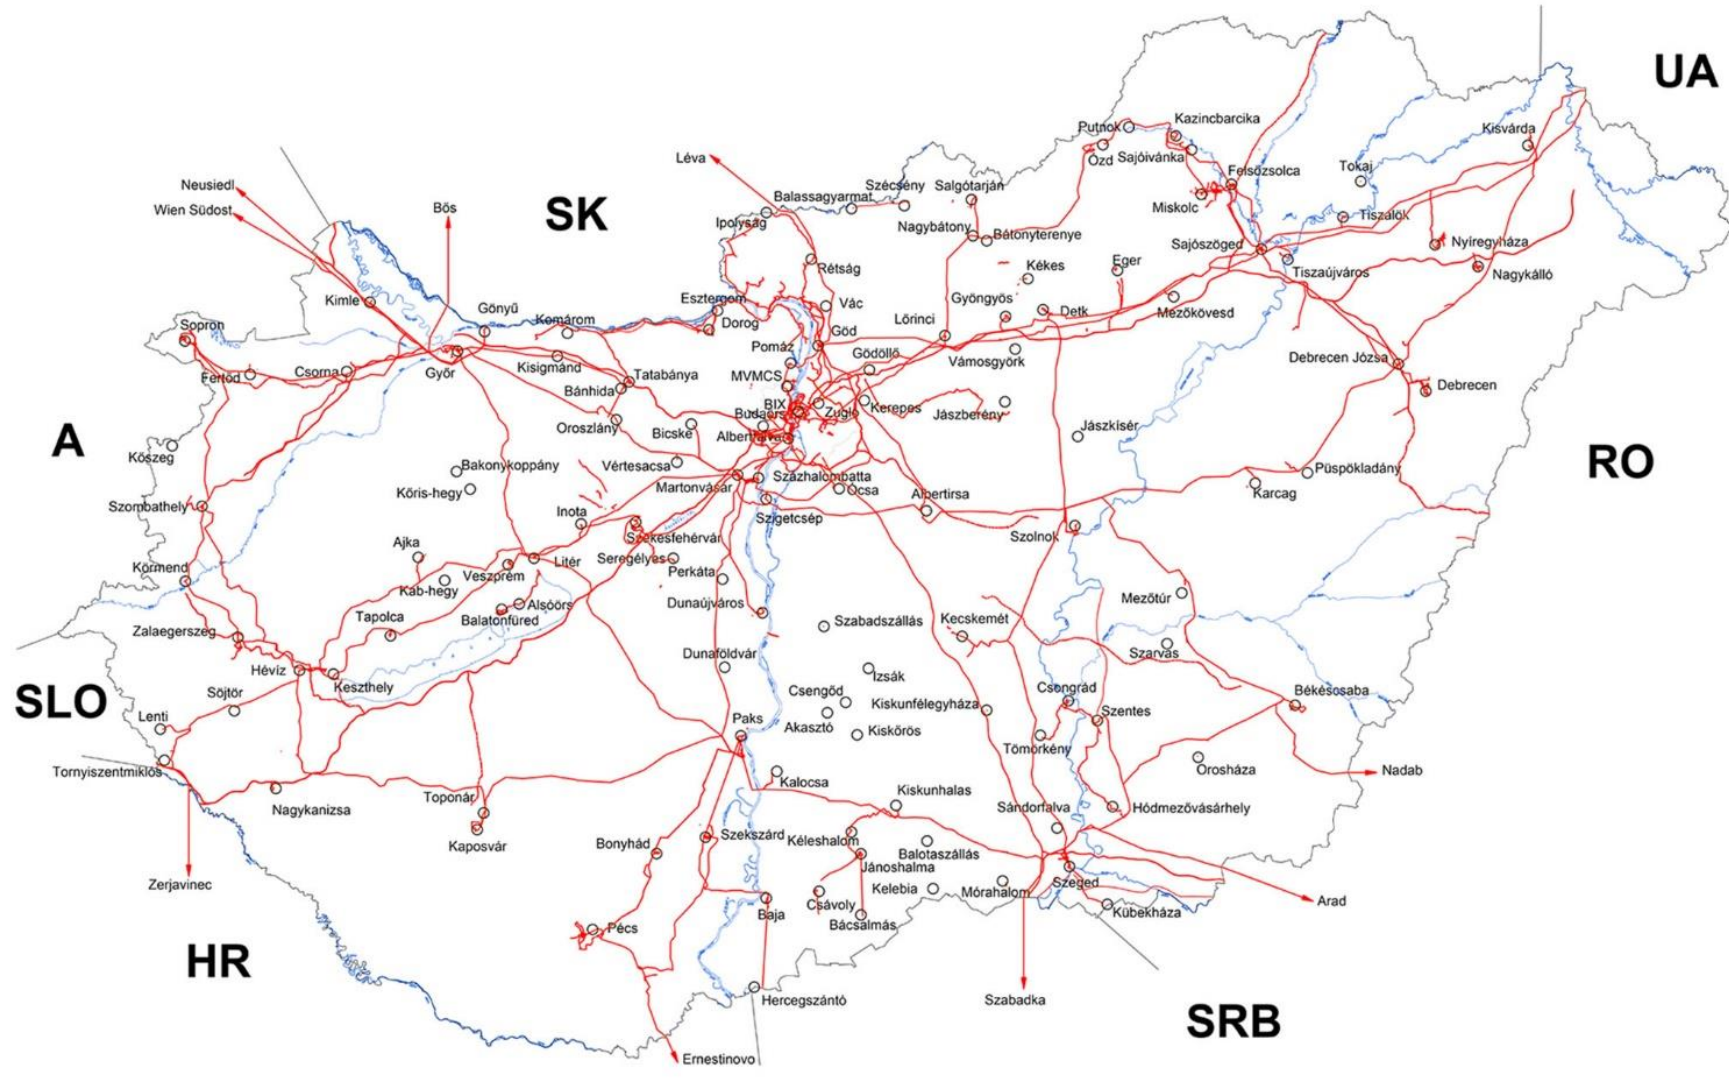 UA
Putnok
Kazincbarcika
Kisvárda
Léva
Ózd
Sajóivánka
Felsőzsolca
Tokaj
Neusiedl
Wien Südost
Bős
SK
Balassagyarmat
Szécsény
Salgótarján
Miskolc
Ipolyság
Nagybátony
Bátonyterenye
Tiszalök
Sajószöged
Nyíregyháza
Rétság
Kékes
Eger
Tiszaújváros
Nagykálló
Kimle
Gönyű
Komárom
Esztergom
Dorog
Vác
Gyöngyös
Detk
Mezőkövesd
Sopron
Göd
Lőrinci
Pomáz
Gödöllő
Vámosgyörk
Debrecen Józsa
Fertőd
Csorna
Győr
Kisigmánd
Tatabánya
MVMCS
Debrecen
Bánhida
BIX
Budaörs
Zugló
Kerepes
Jászberény
Oroszlány
Bicske
Albertfalva
Jászkísér
A
Kőszeg
RO
Bakonykoppány
Vértesacsa
Püspökladány
Kőris-hegy
Martonvásár
Százhalombatta
Ócsa
Karcag
Szombathely
Albertirsa
Inota
Szigetcsép
Székesfehérvár
Szolnok
Ajka
Litér
Seregélyes
Körmend
Veszprém
Perkáta
Kab-hegy
Mezőtúr
Tapolca
Alsóörs
Dunaújváros
Balatonfüred
Szabadszállás
Kecskemét
Zalaegerszeg
Szarvas
Dunaföldvár
Hévíz
Keszthely
Izsák
SLO
Söjtör
Csengőd
Csongrád
Békéscsaba
Kiskunfélegyháza
Lenti
Paks
Akasztó
Kiskőrös
Szentes
Tömörkény
Tornyiszentmiklós
Kalocsa
Orosháza
Nadab
Nagykanizsa
Toponár
Kiskunhalas
Sándorfalva
Hódmezővásárhely
Kaposvár
Bonyhád
Szekszárd
Kéleshalom
Balotaszállás
Jánoshalma
Zerjavinec
Kelebia
Mórahalom
Szeged
Arad
Csávoly
Kübekháza
Baja
Bácsalmás
Pécs
HR
Hercegszántó
Szabadka
SRB
Ernestinovo